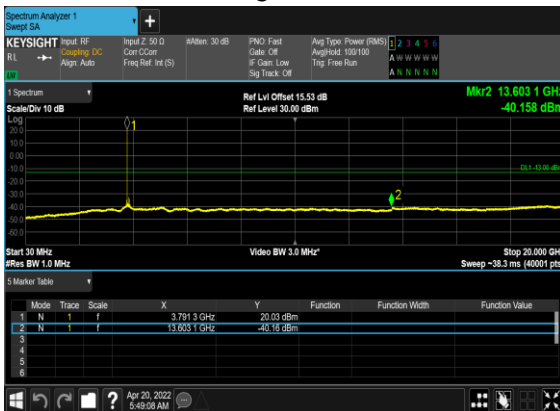 Spectrum Analyzer 1
Swept SA
KEYSIGHT Input: RF Input Z: 50 Ω #Atten: 30 dB PNO: Fast Avg Type: Power (RMS) 1 2 3 4 5 6
RL Coupling: DC Corr CCorr Gate: Off Avg|Hold: 100/100 A W W W W W
Align: Auto Freq Ref: Int (S) IF Gain: Low Trig: Free Run
LXI Sig Track: Off A N N N N N
1 Spectrum Ref Lvl Offset 15.53 dB Mkr2 13.603 1 GHz
Scale/Div 10 dB Ref Level 30.00 dBm -40.158 dBm
Log
1
20.0
10.0
0.00
-10.0
DL1 -13.00 dBm
-20.0
-30.0
2
-40.0
-50.0
-60.0
Start 30 MHz Video BW 3.0 MHz* Stop 20.000 GH
#Res BW 1.0 MHz Sweep ~38.3 ms (40001 pts
5 Marker Table
Mode Trace Scale X Y Function Function Width Function Value
1 N 1 f 3.791 3 GHz 20.03 dBm
2 N 1 f 13.603 1 GHz -40.16 dBm
3
4
5
6
? Apr 20, 2022
5:49:08 AM